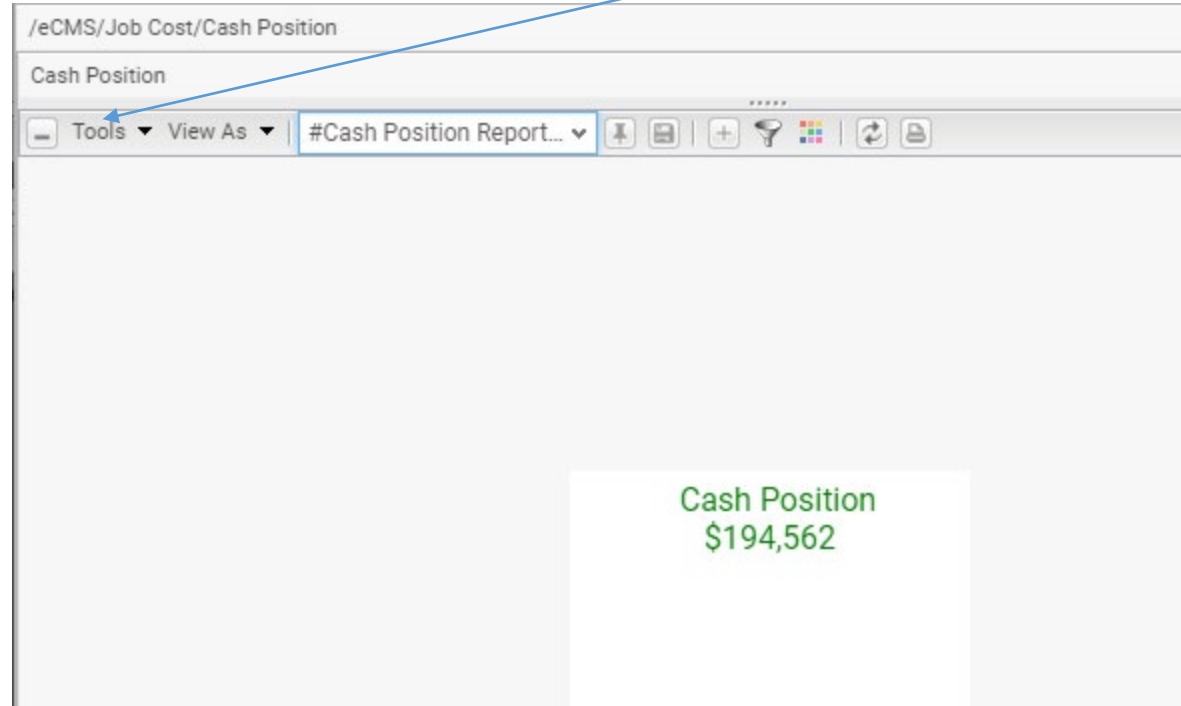 /eCMS/Job Cost/Cash Position
Cash Position
Tools View As #Cash Position Report...
Cash Position
$194,562